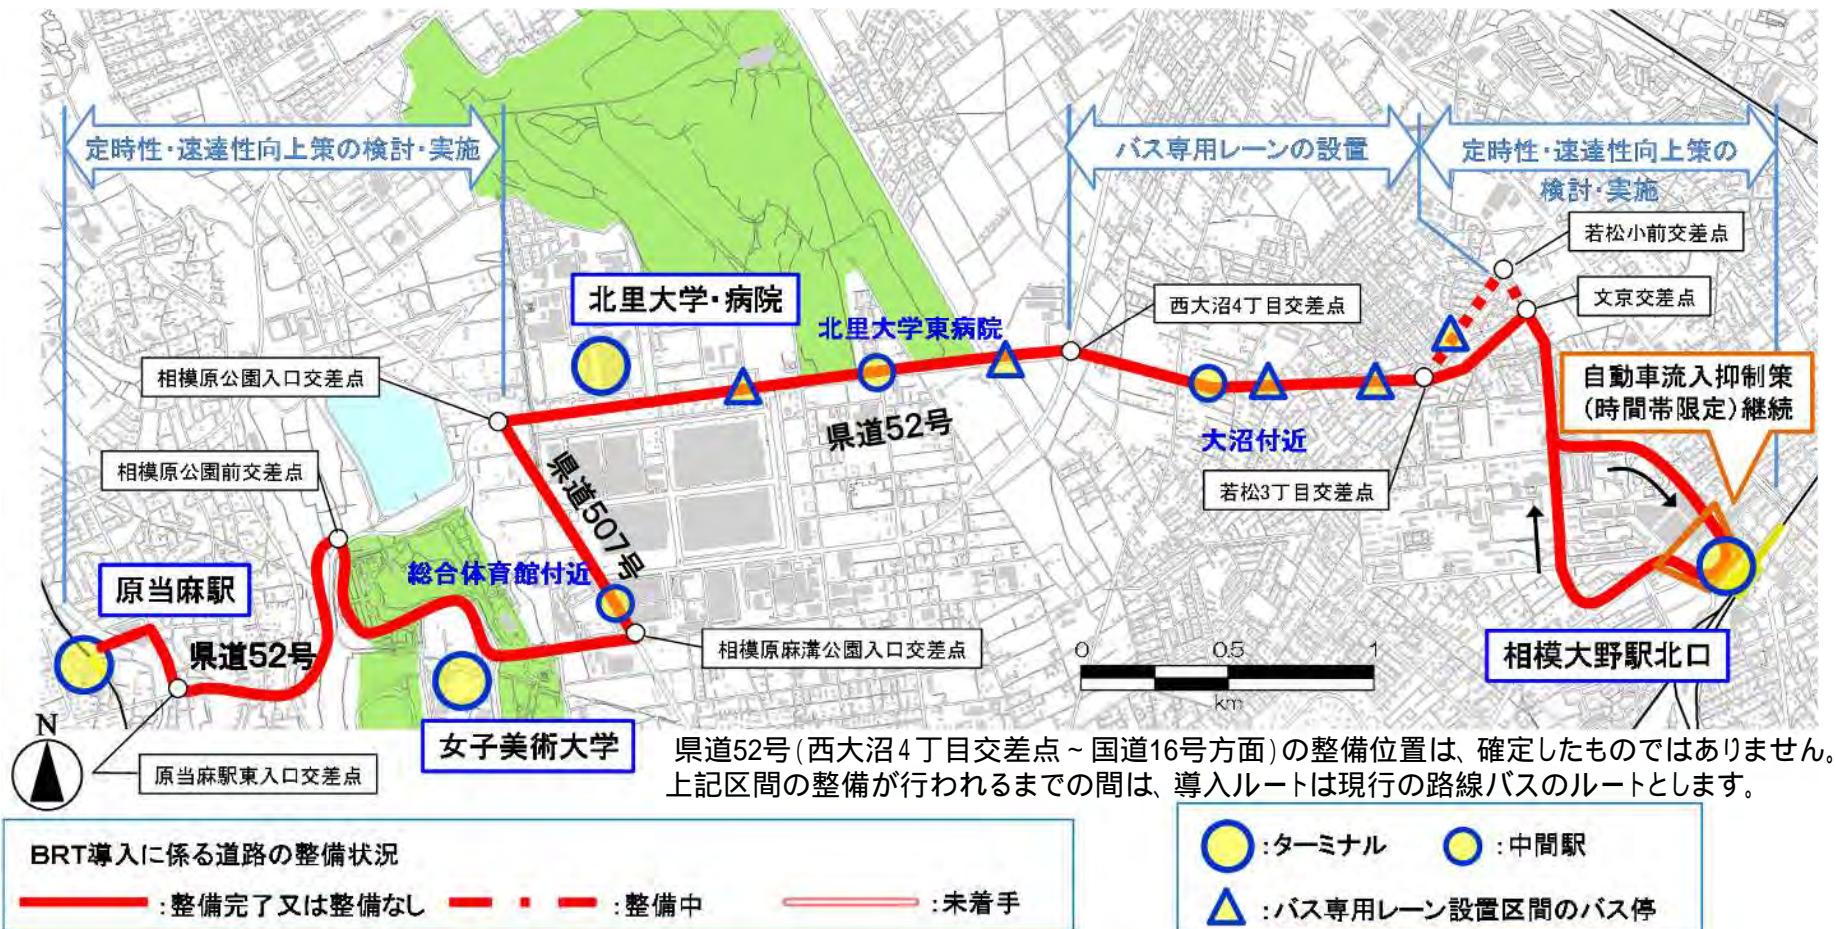 定時性・速達性向上策の検討・実施
バス専用レーンの設置
定時性・速達性向上策の
検討・実施
若松小前交差点
北里大学・病院
西大沼4丁目交差点
文京交差点
北里大学東病院
相模原公園入口交差点
自動車流入抑制策
(時間帯限定)継続
県道52号
大沼付近
相模原公園前交差点
若松3丁目交差点
県道507号
総合体育館付近
原当麻駅
県道52号
相模原麻溝公園入口交差点
0 0.5 1
km
相模大野駅北口
N
女子美術大学
原当麻駅東入口交差点
県道52号(西大沼4丁目交差点~国道16号方面)の整備位置は、確定したものではありません。
上記区間の整備が行われるまでの間は、導入ルートは現行の路線バスのルートとします。
BRT導入に係る道路の整備状況
:整備完了又は整備なし :整備中 :未着手
:ターミナル :中間駅
:バス専用レーン設置区間のバス停